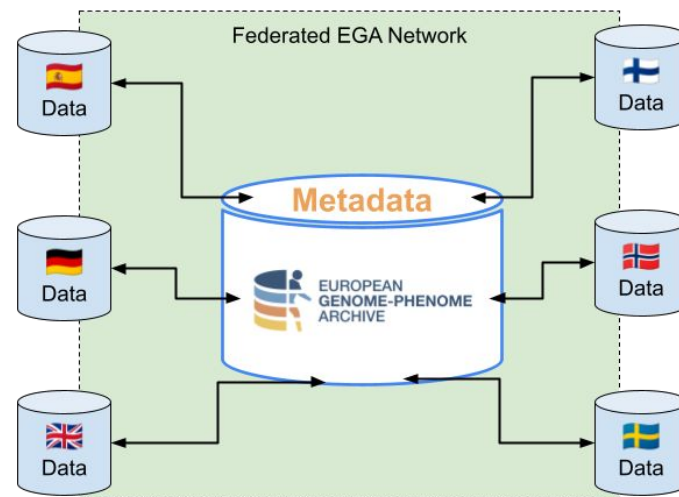 Federated EGA Network
Data
Data
Metadata
Data
Data
EUROPEAN
GENOME-PHENOME
ARCHIVE
Data
Data